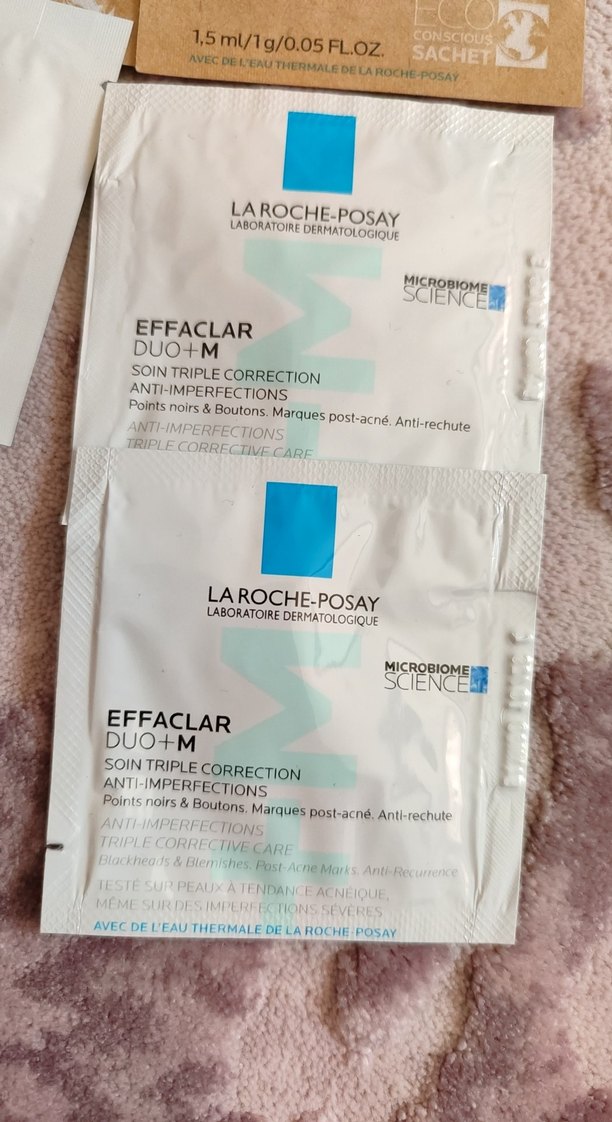 ECO
CONSCIOUS
SACHET
1,5 ml/1g/0.05 FL.OZ.
AVEC DE L'EAU THERMALE DE LA ROCHE-POSAY
LA ROCHE-POSAY
LABORATOIRE DERMATOLOGIQUE
MICROBIOME
SCIENCE
EFFACLAR
DUO+M
SOIN TRIPLE CORRECTION
ANTI-IMPERFECTIONS
Points noirs & Boutons. Marques post-acné. Anti-rechute
ANTI-IMPERFECTIONS
TRIPLE CORRECTIVE CARE
LA ROCHE-POSAY
LABORATOIRE DERMATOLOGIQUE
MICROBIOME
SCIENCE
EFFACLAR
DUO+M
SOIN TRIPLE CORRECTION
ANTI-IMPERFECTIONS
Points noirs & Boutons. Marques post-acné. Anti-rechute
ANTI-IMPERFECTIONS
TRIPLE CORRECTIVE CARE
Blackheads & Blemishes. Post-Acne Marks. Anti-Recurrence
TESTÉ SUR PEAUX À TENDANCE ACNÉIQUE,
MÊME SUR DES IMPERFECTIONS SÉVÈRES
AVEC DE L'EAU THERMALE DE LA ROCHE-POSAY